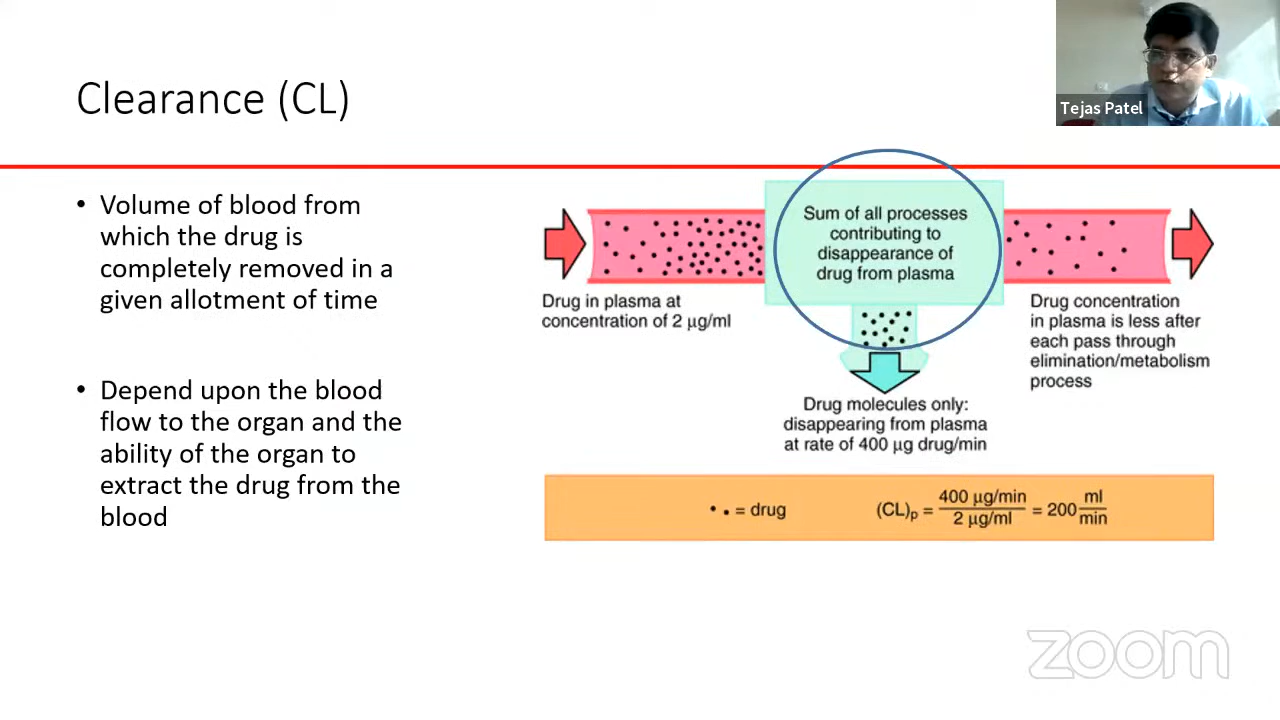 Clearance (CL)
Tejas Patel
• Volume of blood from
which the drug is
completely removed in a
given allotment of time
• Depend upon the blood
flow to the organ and the
ability of the organ to
extract the drug from the
blood
Sum of all processes
contributing to
disappearance of
drug from plasma
Drug in plasma at
concentration of 2 µg/ml
Drug concentration
in plasma is less after
each pass through
elimination/metabolism
process
Drug molecules only:
disappearing from plasma
at rate of 400 µg drug/min
• • = drug
(CL)p = 400 µg/min / 2 µg/ml = 200 ml/min
zoom